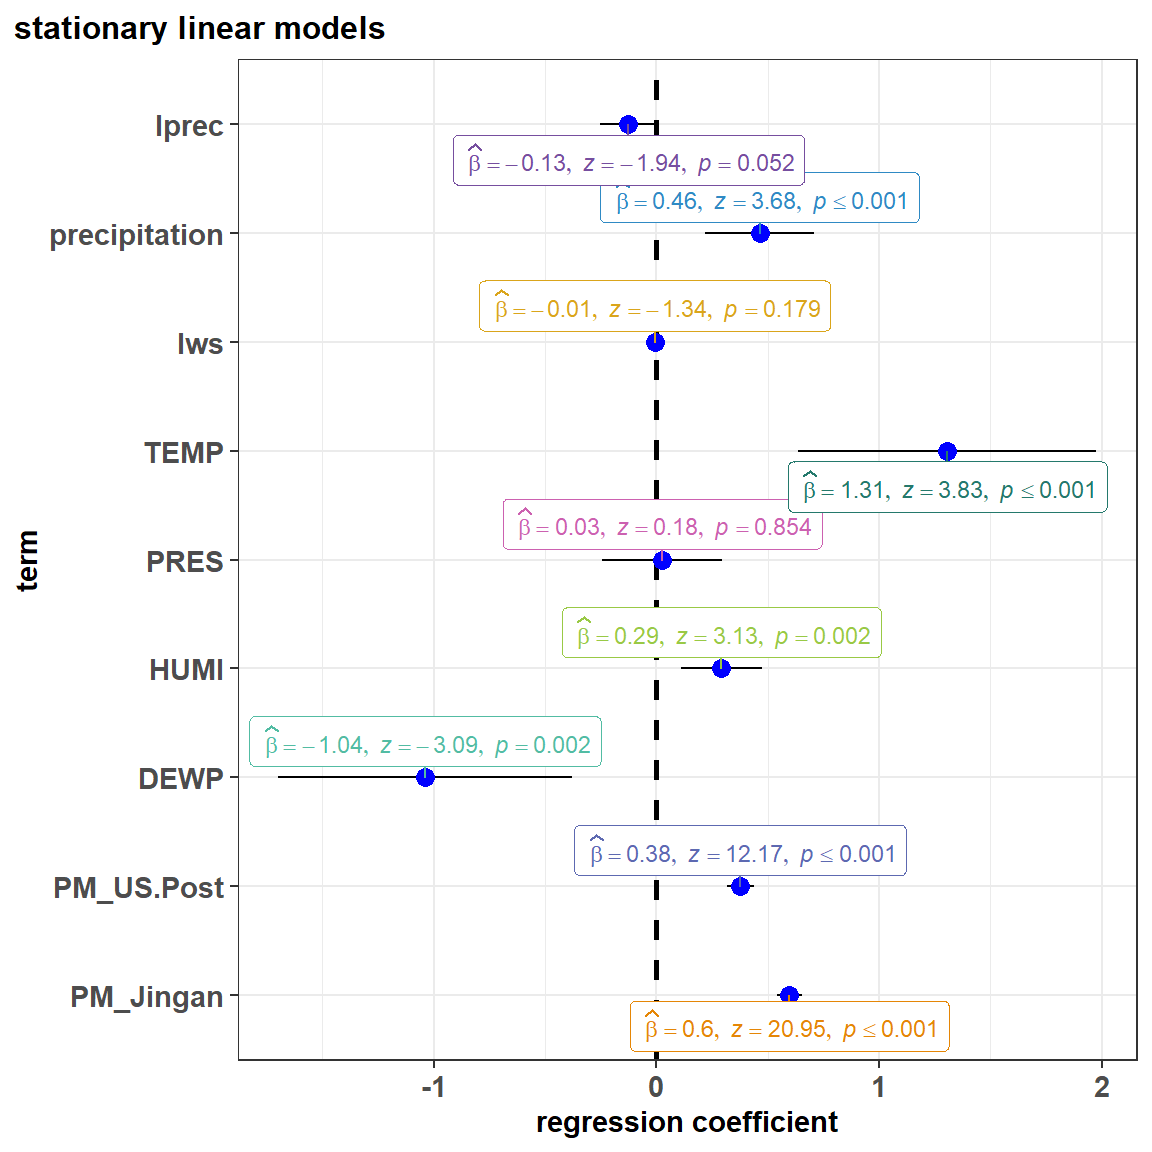 stationary linear models
Iprec
β̂ = −0.13, z = −1.94, p = 0.052
β̂ = 0.46, z = 3.68, p ≤ 0.001
precipitation
β̂ = −0.01, z = −1.34, p = 0.179
Iws
TEMP
β̂ = 1.31, z = 3.83, p ≤ 0.001
β̂ = 0.03, z = 0.18, p = 0.854
PRES
β̂ = 0.29, z = 3.13, p = 0.002
HUMI
β̂ = −1.04, z = −3.09, p = 0.002
DEWP
β̂ = 0.38, z = 12.17, p ≤ 0.001
PM_US.Post
PM_Jingan
β̂ = 0.6, z = 20.95, p ≤ 0.001
term
-1 0 1 2
regression coefficient